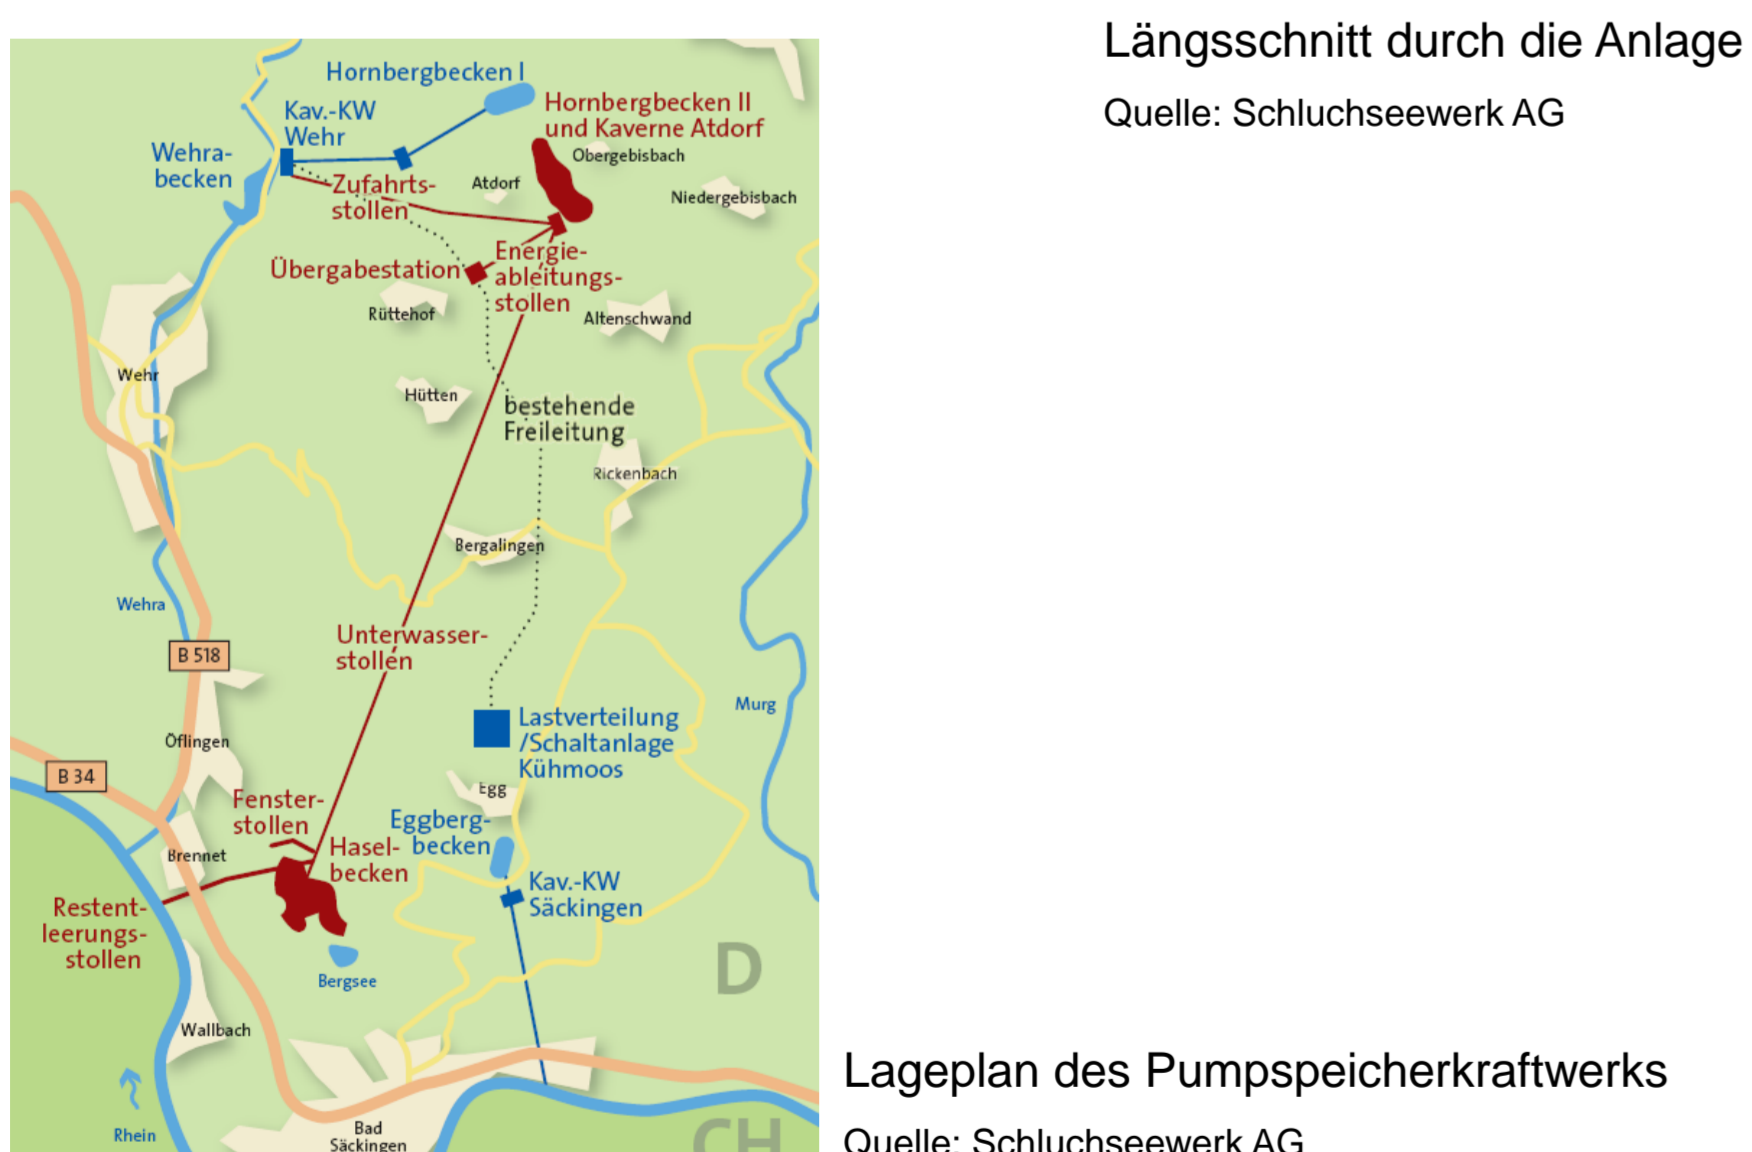 Längsschnitt durch die Anlage
Quelle: Schluchseewerk AG
Hornbergbecken I
Hornbergbecken II
und Kaverne Atdorf
Kav.-KW
Wehr
Wehra-
becken
Obergebisbach
Zufahrts-
stollen
Atdorf
Niedergebisbach
Energie-
ableitungs-
stollen
Übergabestation
Rüttehof
Altenschwand
Wehr
Hütten
bestehende
Freileitung
Rickenbach
Bergalingen
Wehra
Unterwasser-
stollen
B 518
Murg
Lastverteilung
/Schaltanlage
Kühmoos
Öflingen
B 34
Egg
Fenster-
stollen
Eggberg-
becken
Hasel-
becken
Brennet
Kav.-KW
Säckingen
Restent-
leerungs-
stollen
D
Bergsee
Wallbach
Rhein
Bad
Säckingen
CH
Lageplan des Pumpspeicherkraftwerks
Quelle: Schluchseewerk AG